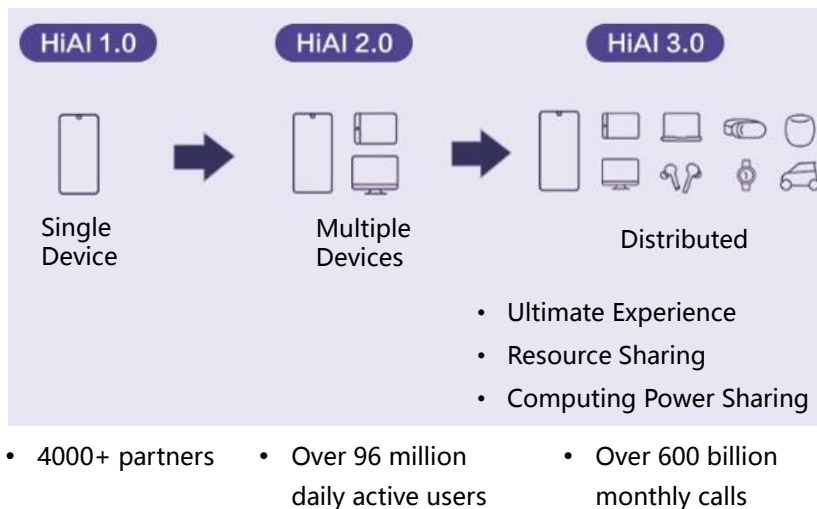 HiAI 1.0
HiAI 2.0
HiAI 3.0
Single
Device
Multiple
Devices
Distributed
• Ultimate Experience
• Resource Sharing
• Computing Power Sharing
• 4000+ partners
• Over 96 million
daily active users
• Over 600 billion
monthly calls